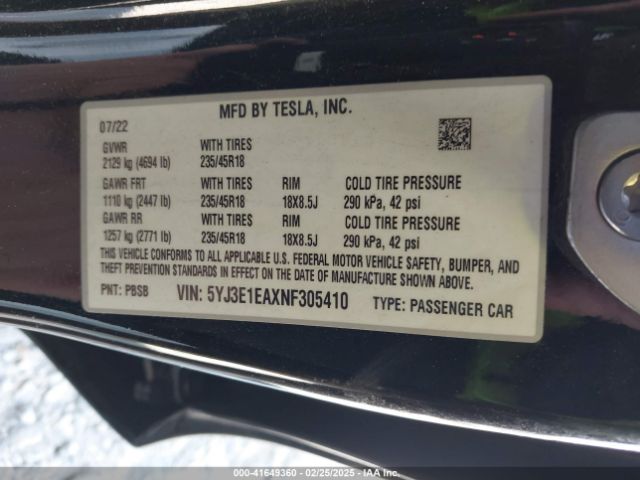 MFD BY TESLA, INC.
07/22
GVWR WITH TIRES
2129 kg (4694 lb) 235/45R18
GAWR FRT WITH TIRES RIM COLD TIRE PRESSURE
1110 kg (2447 lb) 235/45R18 18X8.5J 290 kPa, 42 psi
GAWR RR WITH TIRES RIM COLD TIRE PRESSURE
1257 kg (2771 lb) 235/45R18 18X8.5J 290 kPa, 42 psi
THIS VEHICLE CONFORMS TO ALL APPLICABLE U.S. FEDERAL MOTOR VEHICLE SAFETY, BUMPER, AND
THEFT PREVENTION STANDARDS IN EFFECT ON THE DATE OF MANUFACTURE SHOWN ABOVE.
PNT: PBSB VIN: 5YJ3E1EAXNF305410 TYPE: PASSENGER CAR
000-41649360 - 02/25/2025 - IAAI Copart